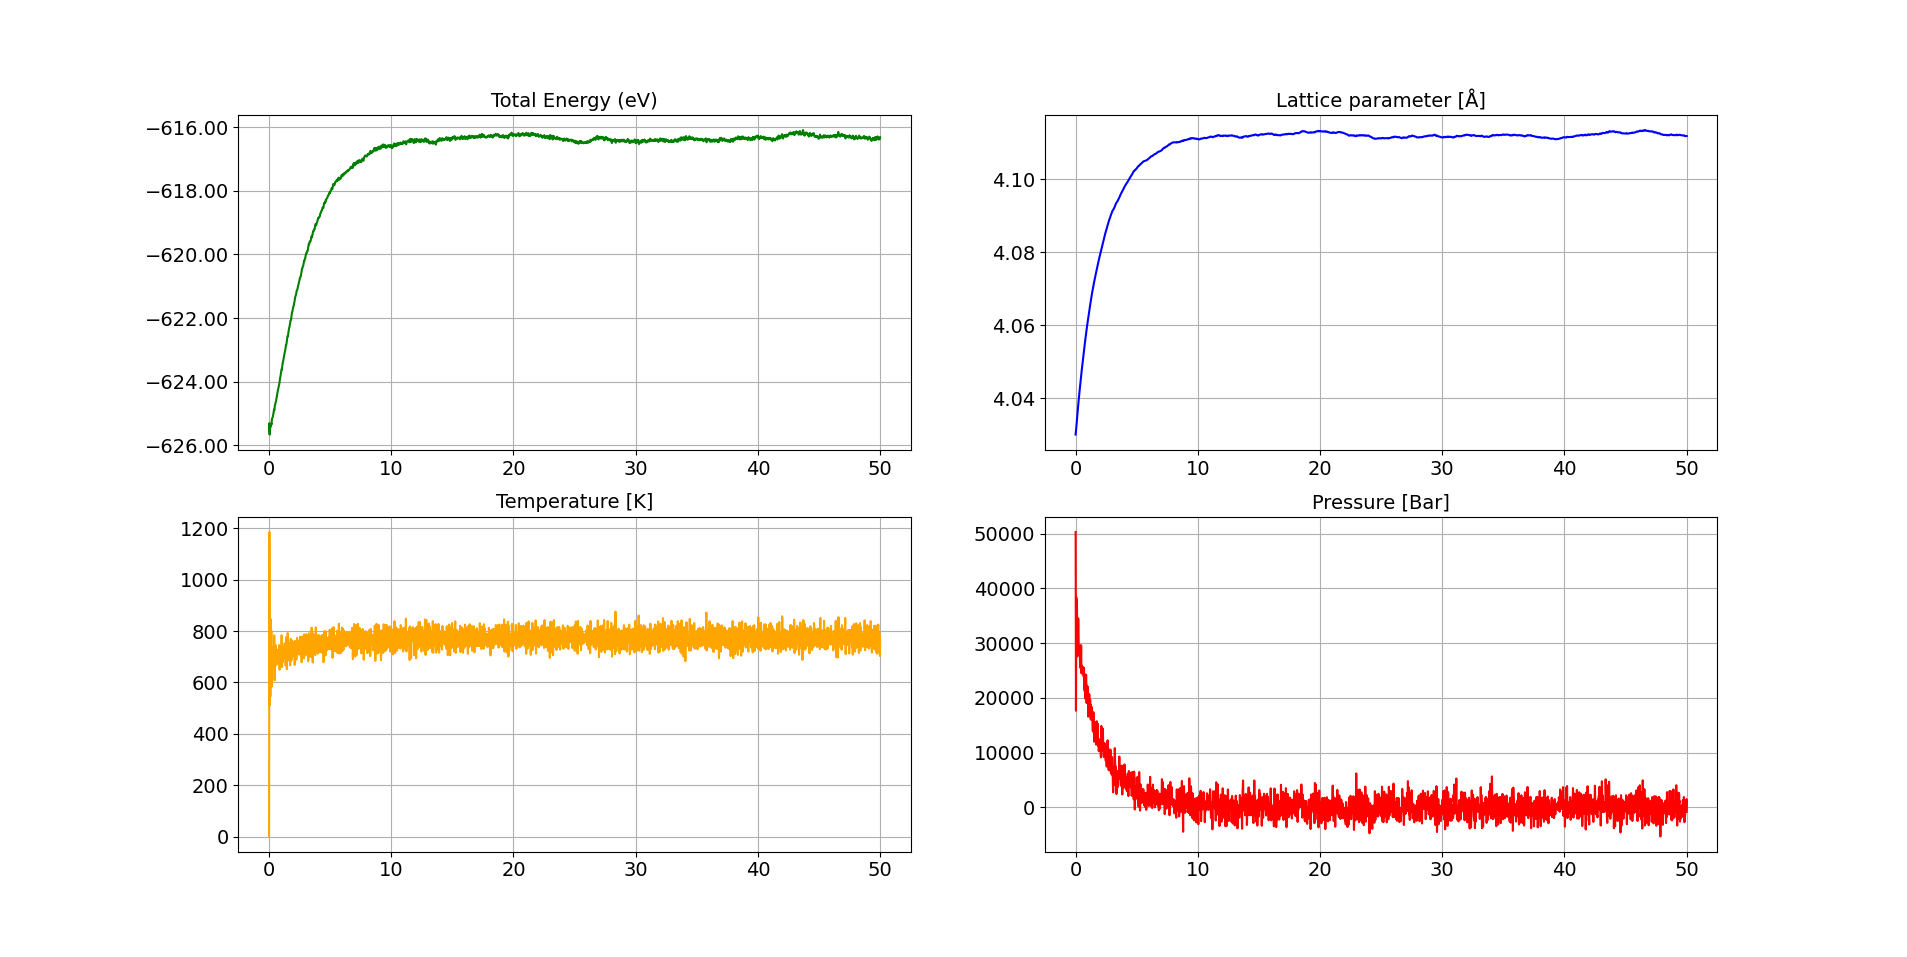 Total Energy (eV)
−616.00
−618.00
−620.00
−622.00
−624.00
−626.00
0 10 20 30 40 50
Lattice parameter [Å]
4.10
4.08
4.06
4.04
0 10 20 30 40 50
Temperature [K]
1200
1000
800
600
400
200
0
0 10 20 30 40 50
Pressure [Bar]
50000
40000
30000
20000
10000
0
0 10 20 30 40 50